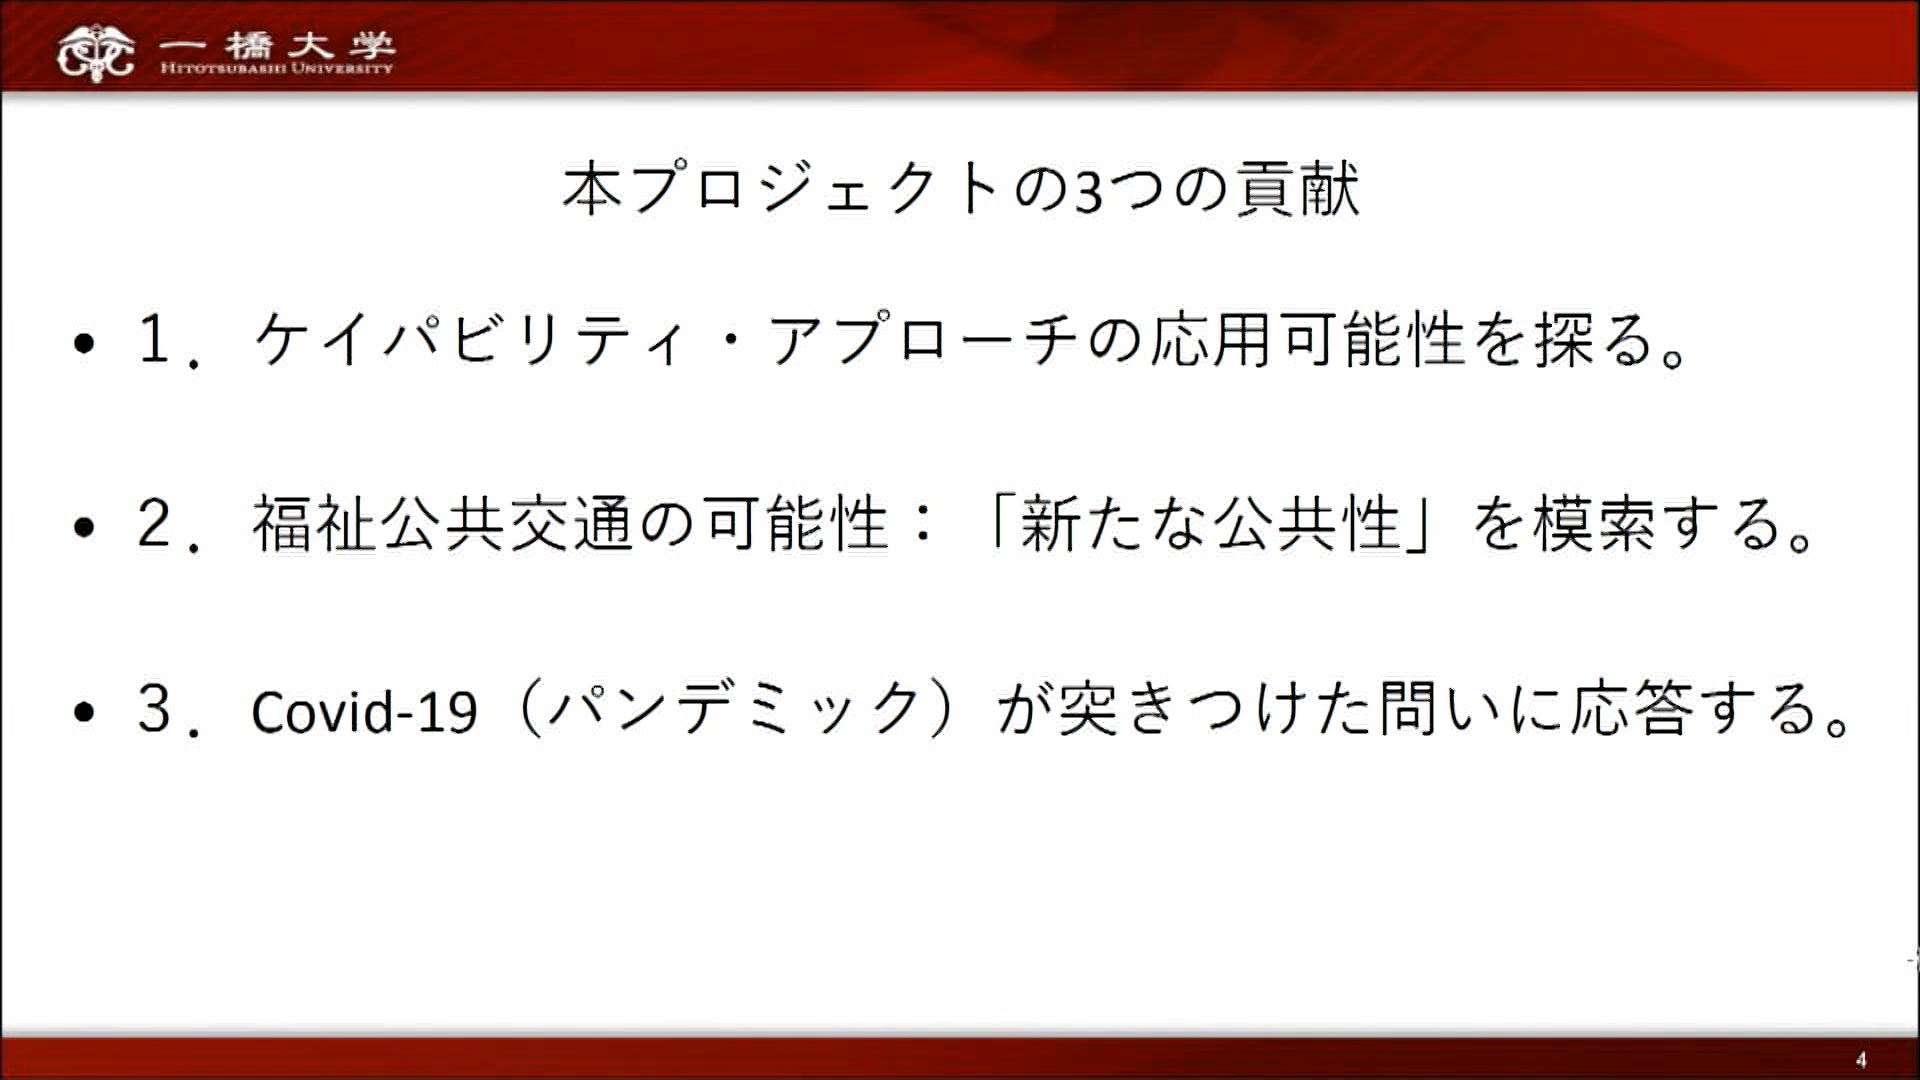 一橋大学
HITOTSUBASHI UNIVERSITY
本プロジェクトの3つの貢献
• １．ケイパビリティ・アプローチの応用可能性を探る。
• ２．福祉公共交通の可能性：「新たな公共性」を模索する。
• ３．Covid-19（パンデミック）が突きつけた問いに応答する。
4